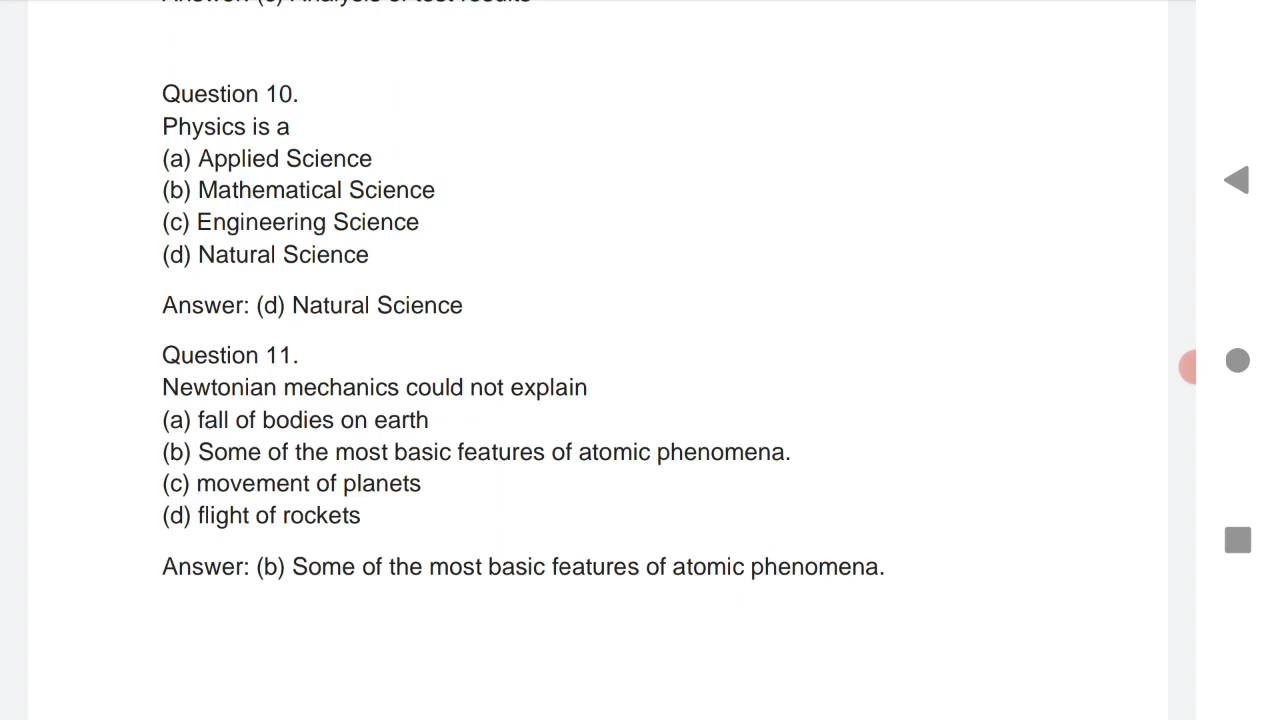 Question 10.
Physics is a
(a) Applied Science
(b) Mathematical Science
(c) Engineering Science
(d) Natural Science
Answer: (d) Natural Science
Question 11.
Newtonian mechanics could not explain
(a) fall of bodies on earth
(b) Some of the most basic features of atomic phenomena.
(c) movement of planets
(d) flight of rockets
Answer: (b) Some of the most basic features of atomic phenomena.